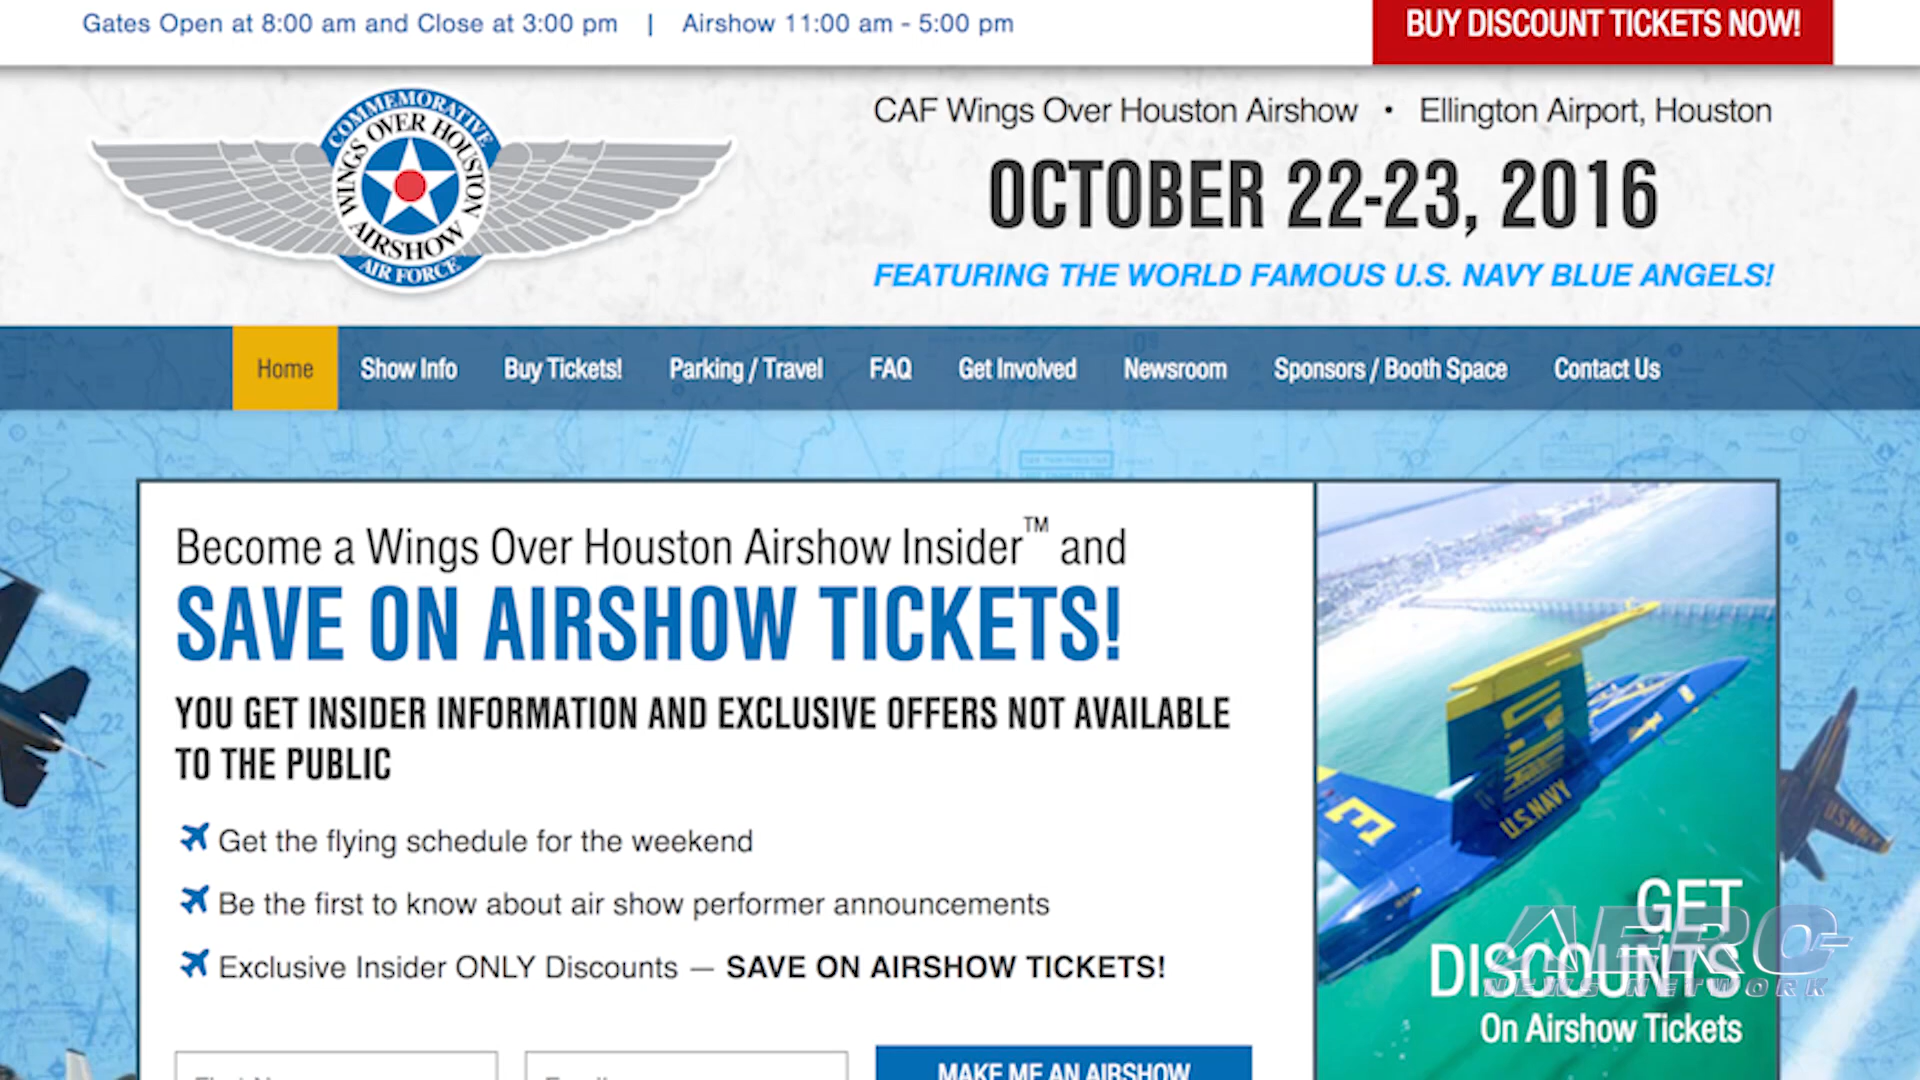 Gates Open at 8:00 am and Close at 3:00 pm | Airshow 11:00 am - 5:00 pm
BUY DISCOUNT TICKETS NOW!
COMMEMORATIVE
WINGS OVER HOUSTON
AIRSHOW
AIR FORCE
CAF Wings Over Houston Airshow • Ellington Airport, Houston
OCTOBER 22-23, 2016
FEATURING THE WORLD FAMOUS U.S. NAVY BLUE ANGELS!
Home Show Info Buy Tickets! Parking / Travel FAQ Get Involved Newsroom Sponsors / Booth Space Contact Us
Become a Wings Over Houston Airshow Insider™ and
SAVE ON AIRSHOW TICKETS!
YOU GET INSIDER INFORMATION AND EXCLUSIVE OFFERS NOT AVAILABLE
TO THE PUBLIC
Get the flying schedule for the weekend
Be the first to know about air show performer announcements
Exclusive Insider ONLY Discounts — SAVE ON AIRSHOW TICKETS!
MAKE ME AN AIRSHOW
U.S. NAVY
U.S. NAVY
GET
DISCOUNTS
On Airshow Tickets
AERO
NEWS NETWORK